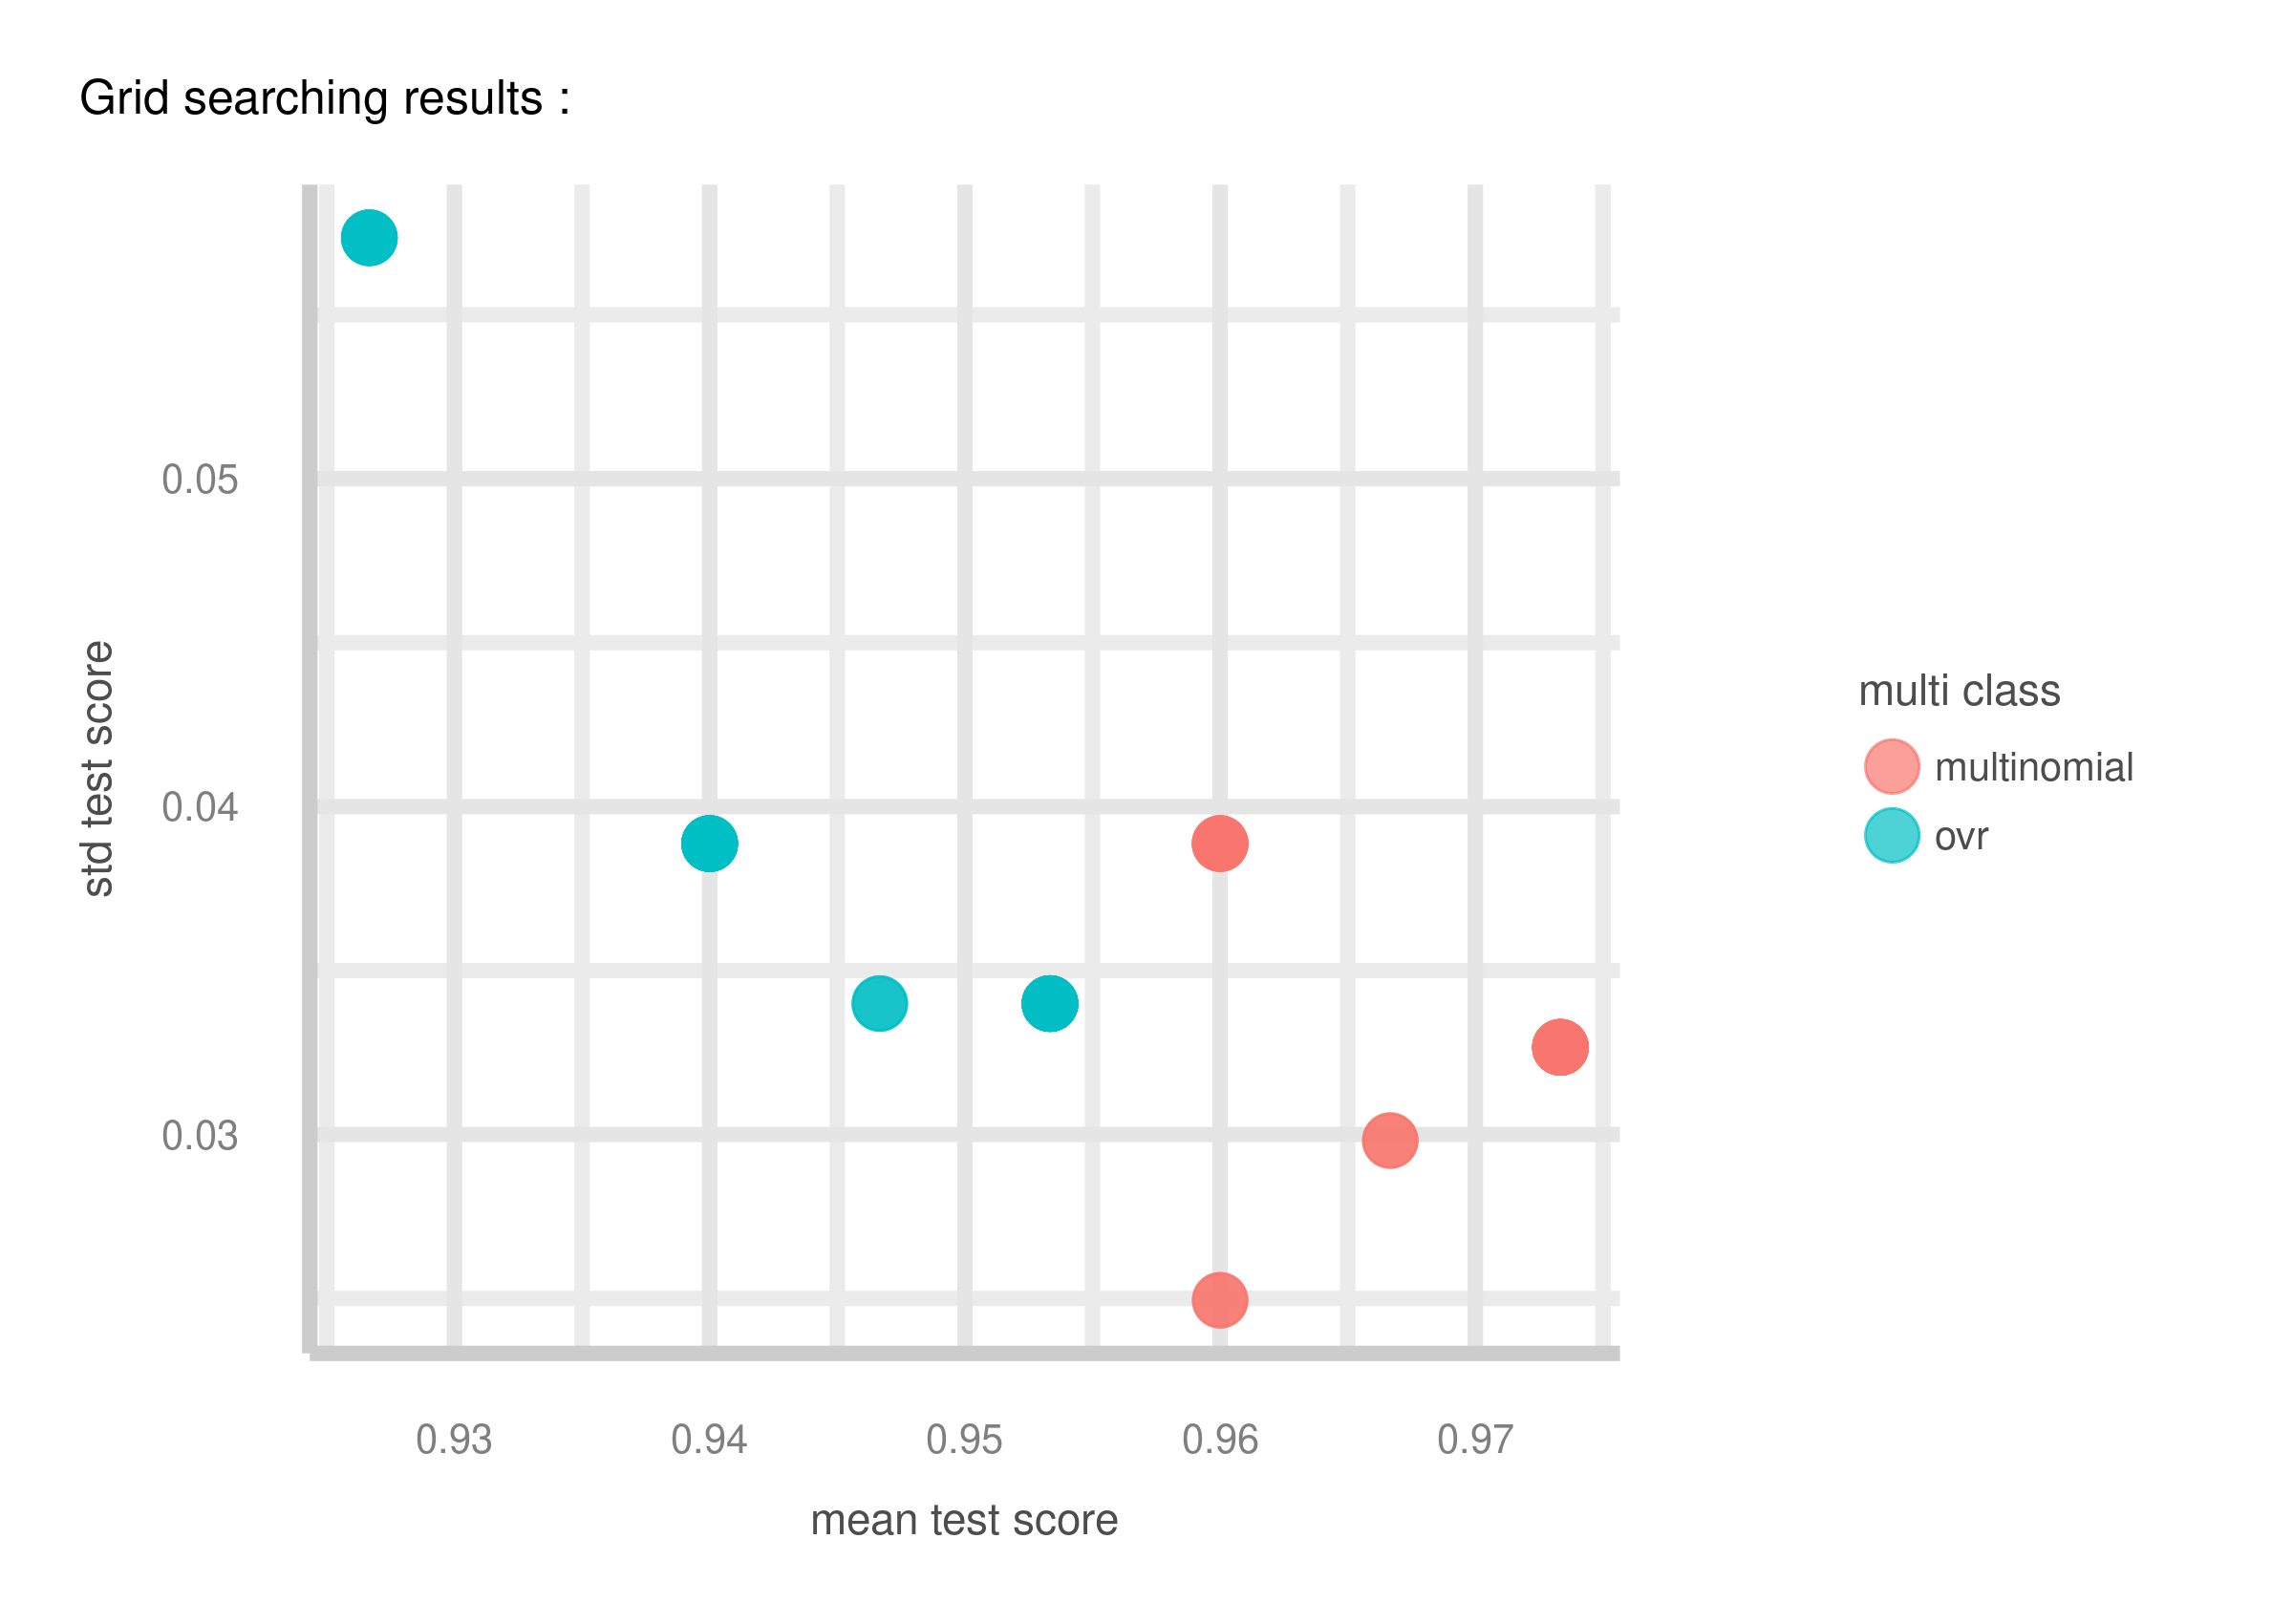 Grid searching results :
0.05
0.04
0.03
std test score
0.93
0.94
0.95
0.96
0.97
mean test score
multi class
multinomial
ovr